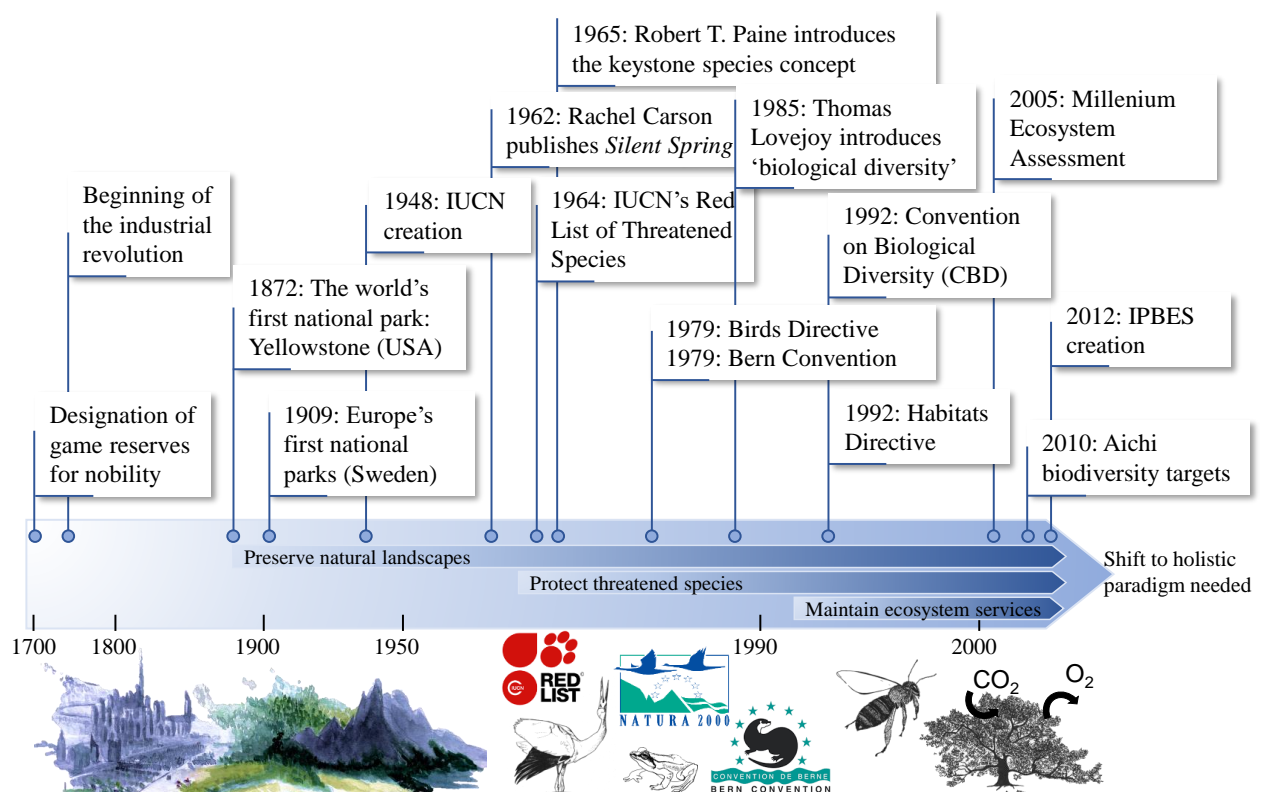 1965: Robert T. Paine introduces
the keystone species concept
1962: Rachel Carson
publishes Silent Spring
1985: Thomas
Lovejoy introduces
‘biological diversity’
2005: Millenium
Ecosystem
Assessment
Beginning of
the industrial
revolution
1948: IUCN
creation
1964: IUCN’s Red
List of Threatened
Species
1992: Convention
on Biological
Diversity (CBD)
1872: The world’s
first national park:
Yellowstone (USA)
1979: Birds Directive
1979: Bern Convention
2012: IPBES
creation
Designation of
game reserves
for nobility
1909: Europe’s
first national
parks (Sweden)
1992: Habitats
Directive
2010: Aichi
biodiversity targets
Preserve natural landscapes
Protect threatened species
Maintain ecosystem services
Shift to holistic
paradigm needed
1700
1800
1900
1950
1990
2000
IUCN
RED
LIST
NATURA 2000
CONVENTION DE BERNE
BERN CONVENTION
CO2
O2